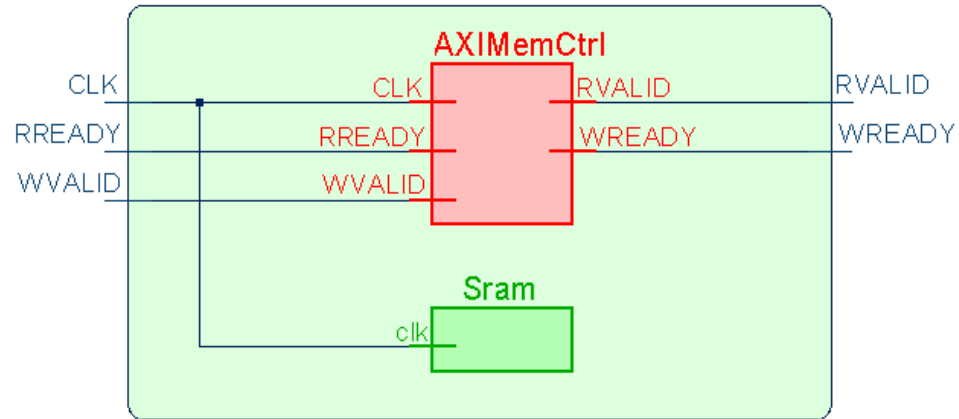 AXIMemCtrl
CLK CLK RVALID RVALID
RREADY RREADY WREADY WREADY
WVALID WVALID
Sram
clk